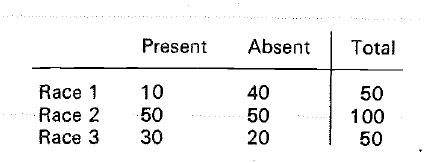 Present Absent Total
Race 1 10 40 50
Race 2 50 50 100
Race 3 30 20 50